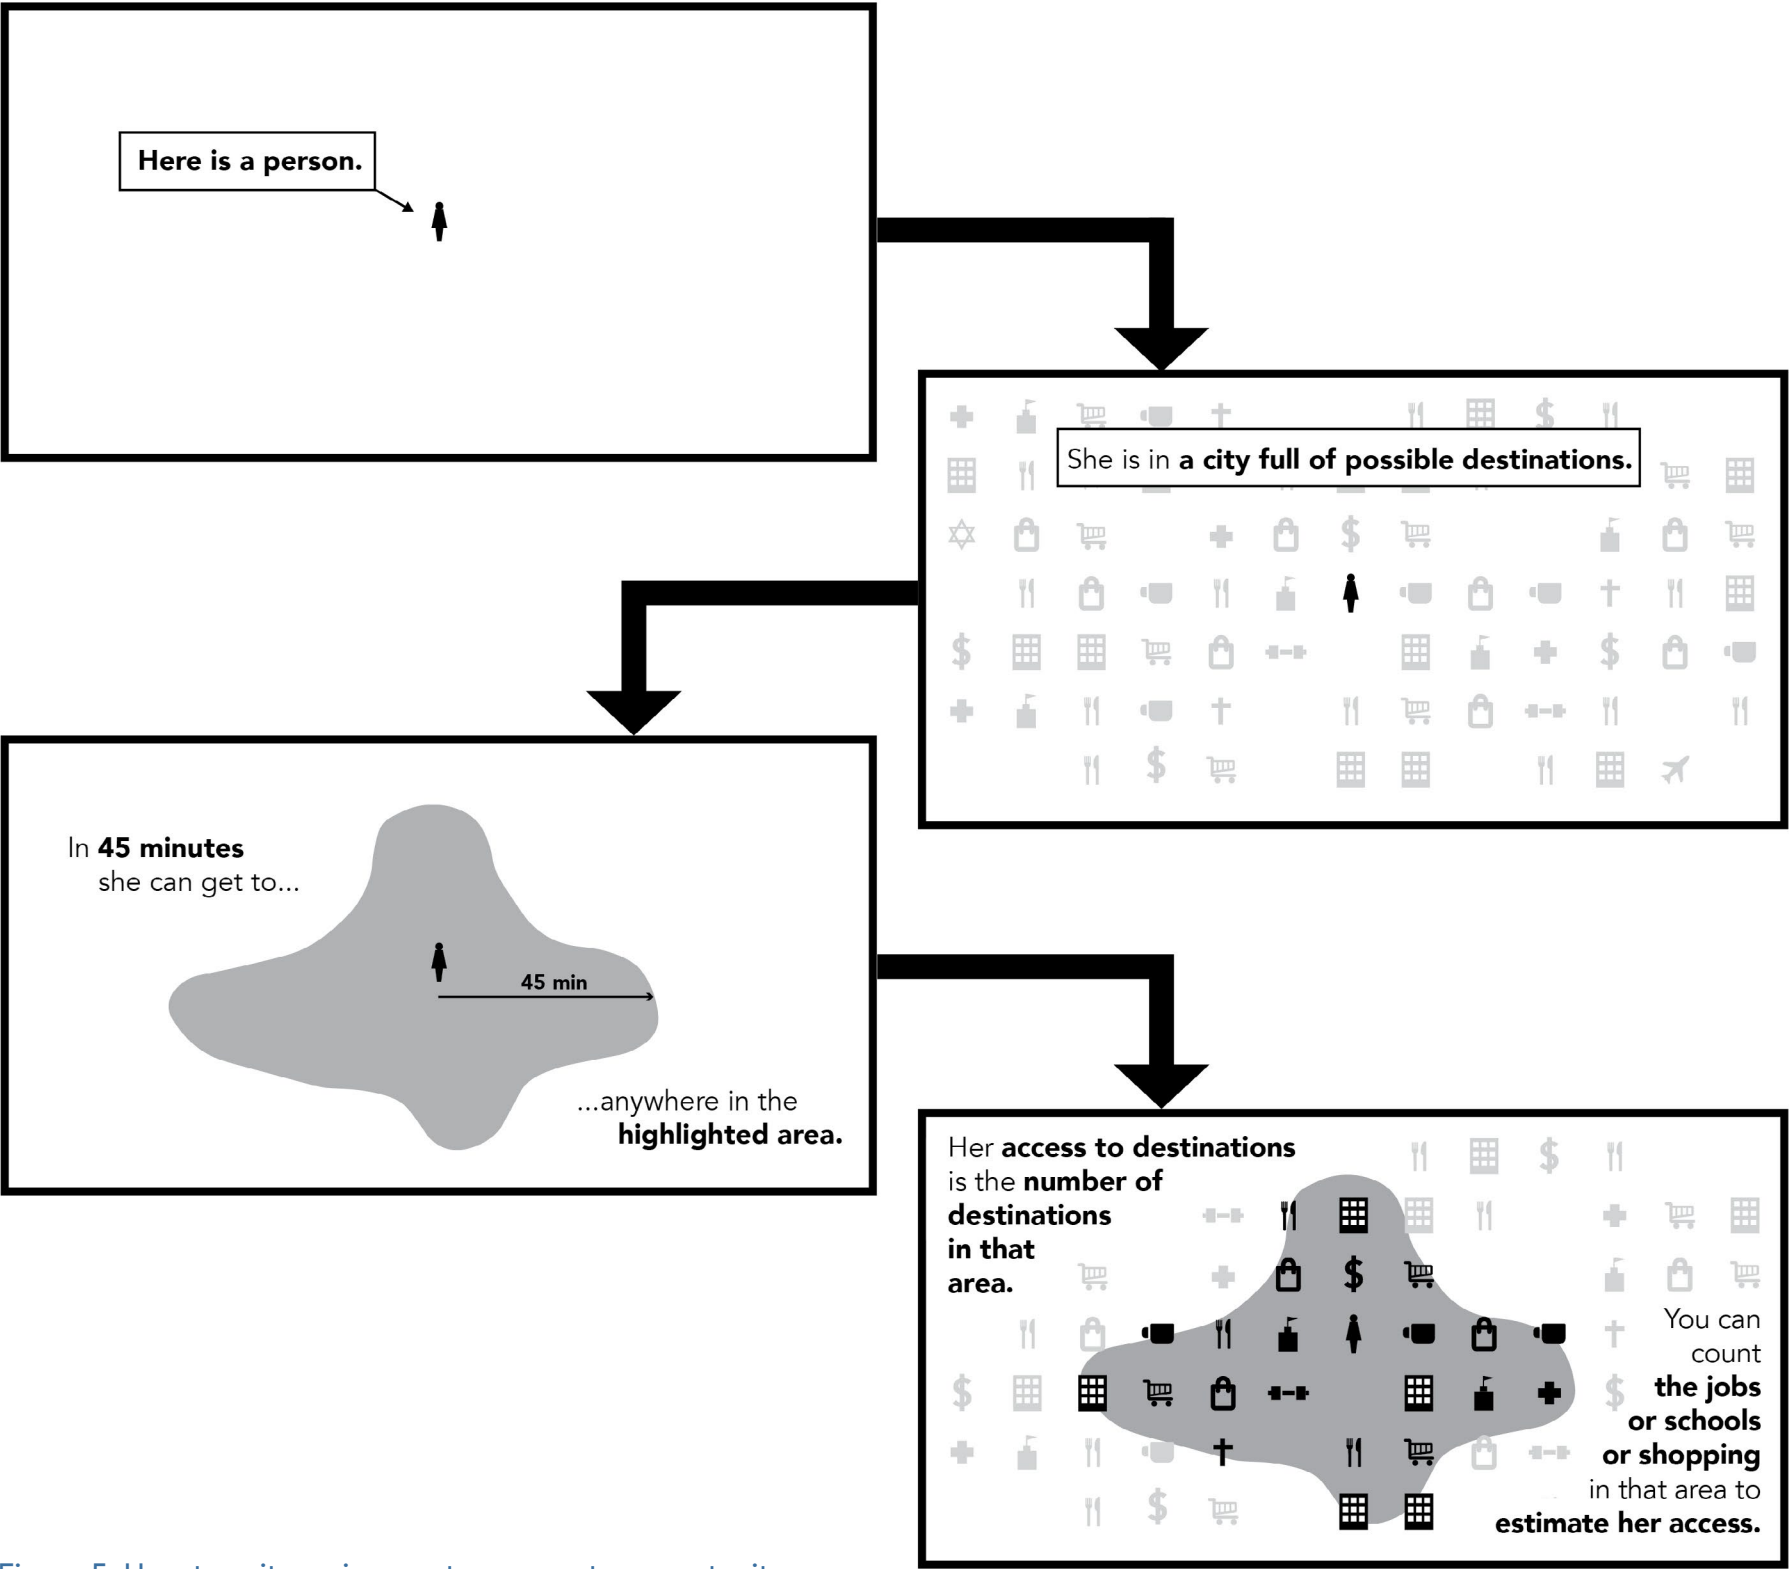 Here is a person.
She is in a city full of possible destinations.
In 45 minutes
she can get to...
45 min
...anywhere in the
highlighted area.
Her access to destinations
is the number of
destinations
in that
area.
You can
count
the jobs
or schools
or shopping
in that area to
estimate her access.